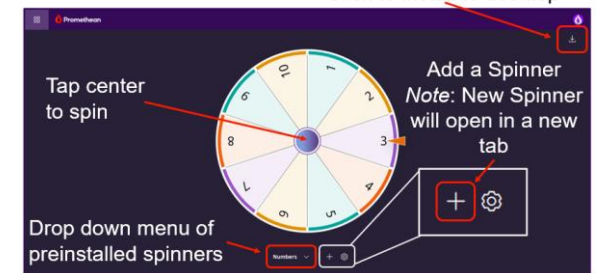 Promethean
Tap center
to spin
Add a Spinner
Note: New Spinner
will open in a new
tab
10
1
2
3
4
5
6
7
8
9
Drop down menu of
preinstalled spinners
Numbers